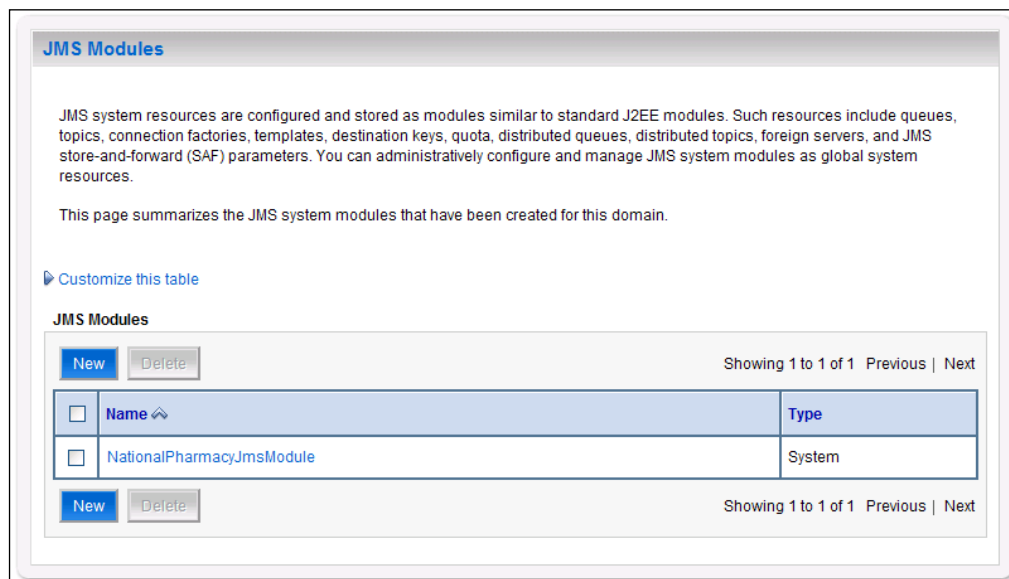 JMS Modules
JMS system resources are configured and stored as modules similar to standard J2EE modules. Such resources include queues,
topics, connection factories, templates, destination keys, quota, distributed queues, distributed topics, foreign servers, and JMS
store-and-forward (SAF) parameters. You can administratively configure and manage JMS system modules as global system
resources.
This page summarizes the JMS system modules that have been created for this domain.
Customize this table
JMS Modules
New Delete Showing 1 to 1 of 1 Previous | Next
Name Type
NationalPharmacyJmsModule System
New Delete Showing 1 to 1 of 1 Previous | Next